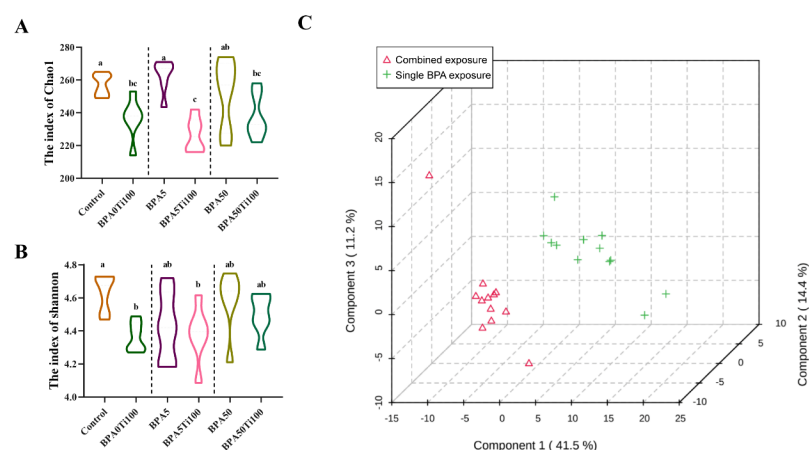 A
The index of Chao1
280
260
240
220
200
a
bc
a
c
ab
bc
Control
BPA0Ti100
BPA5
BPA5Ti100
BPA50
BPA50Ti100
B
The index of shannon
4.8
4.6
4.4
4.2
4.0
a
b
ab
b
ab
ab
Control
BPA0Ti100
BPA5
BPA5Ti100
BPA50
BPA50Ti100
C
Combined exposure
Single BPA exposure
Component 3 ( 11.2 %)
20
15
10
5
0
-5
-10
-15
-10
-5
0
5
10
15
20
25
Component 1 ( 41.5 %)
-10
-5
0
5
10
Component 2 ( 14.4 %)